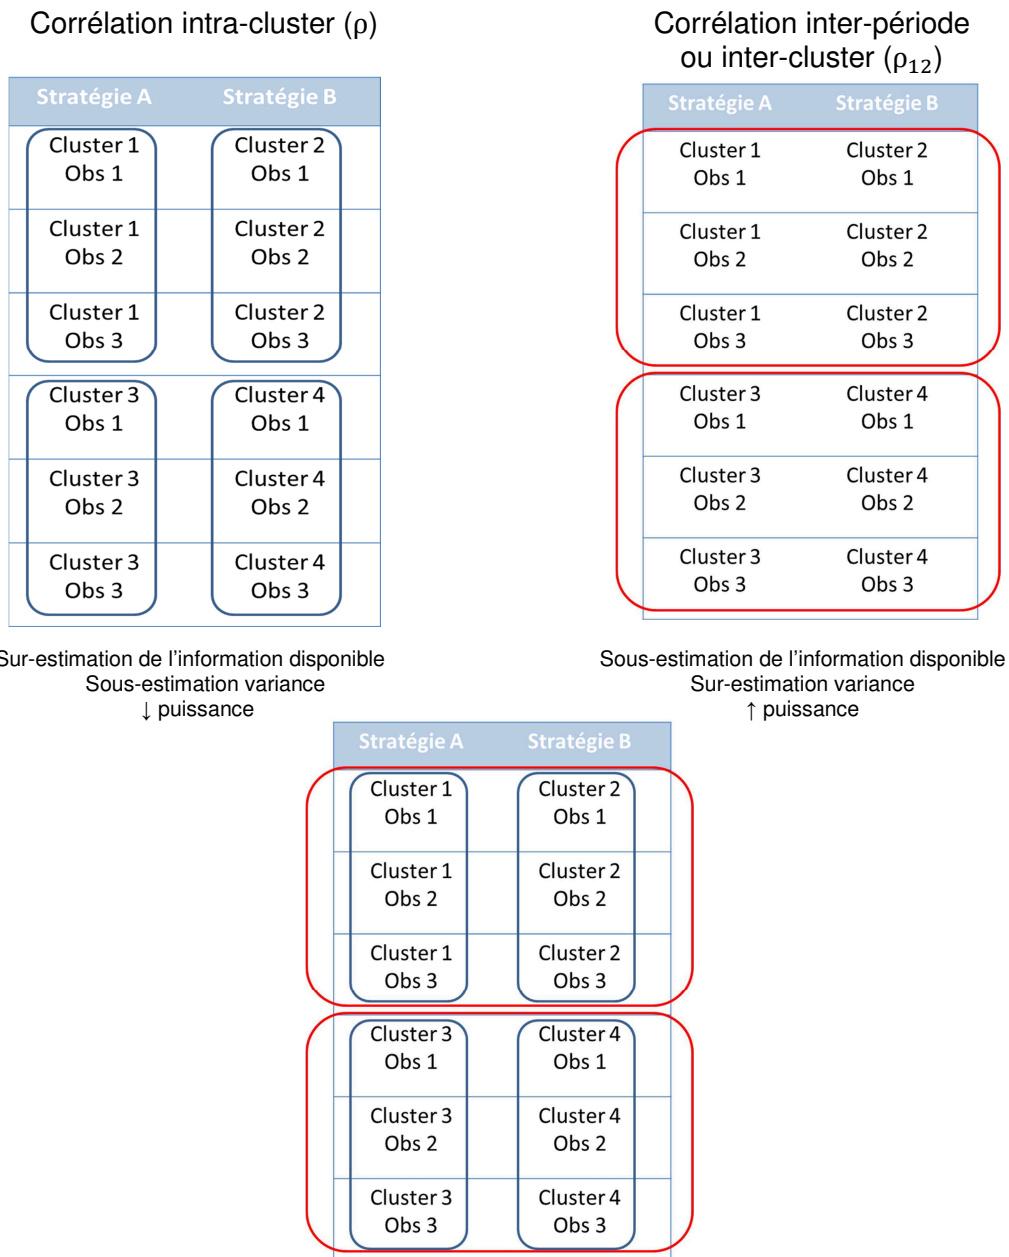 Corrélation intra-cluster (ρ)
Stratégie A Stratégie B
Cluster 1 Cluster 2
Obs 1 Obs 1
Cluster 1 Cluster 2
Obs 2 Obs 2
Cluster 1 Cluster 2
Obs 3 Obs 3
Cluster 3 Cluster 4
Obs 1 Obs 1
Cluster 3 Cluster 4
Obs 2 Obs 2
Cluster 3 Cluster 4
Obs 3 Obs 3
Sur-estimation de l’information disponible
Sous-estimation variance
↓ puissance
Corrélation inter-période
ou inter-cluster (ρ₁₂)
Stratégie A Stratégie B
Cluster 1 Cluster 2
Obs 1 Obs 1
Cluster 1 Cluster 2
Obs 2 Obs 2
Cluster 1 Cluster 2
Obs 3 Obs 3
Cluster 3 Cluster 4
Obs 1 Obs 1
Cluster 3 Cluster 4
Obs 2 Obs 2
Cluster 3 Cluster 4
Obs 3 Obs 3
Sous-estimation de l’information disponible
Sur-estimation variance
↑ puissance
Stratégie A Stratégie B
Cluster 1 Cluster 2
Obs 1 Obs 1
Cluster 1 Cluster 2
Obs 2 Obs 2
Cluster 1 Cluster 2
Obs 3 Obs 3
Cluster 3 Cluster 4
Obs 1 Obs 1
Cluster 3 Cluster 4
Obs 2 Obs 2
Cluster 3 Cluster 4
Obs 3 Obs 3